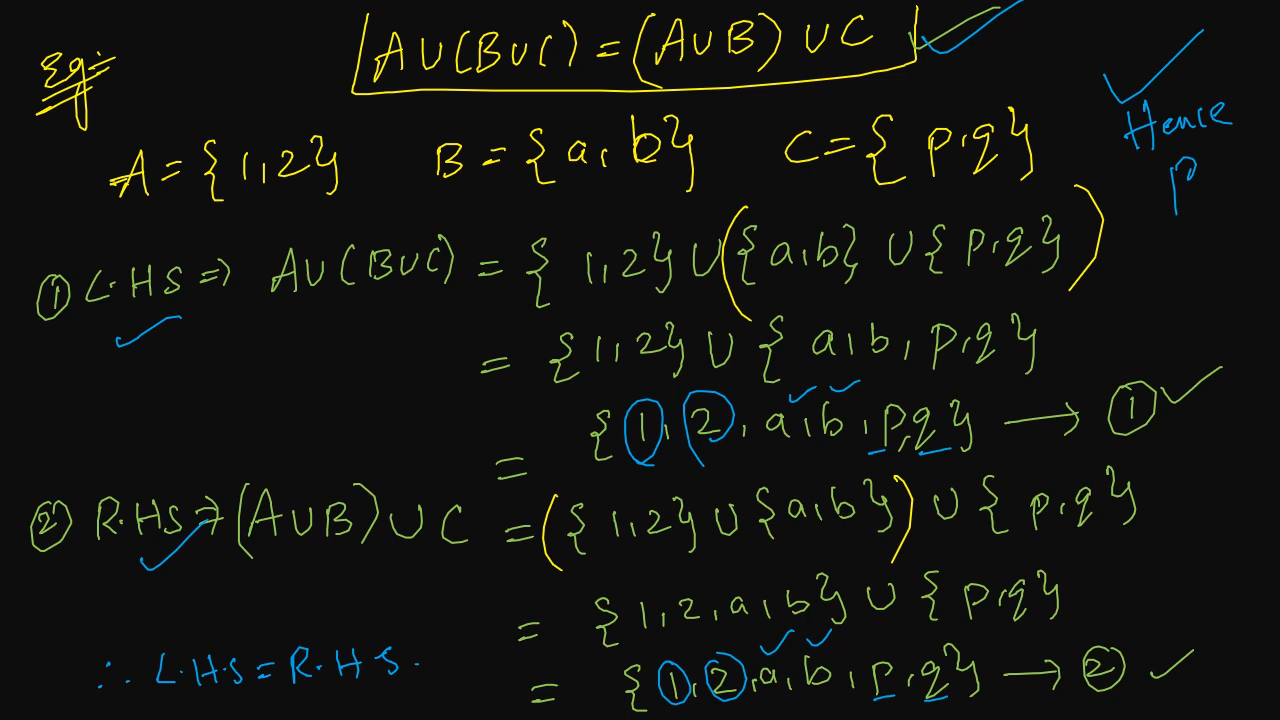 Eg:
A∪(B∪C) = (A∪B) ∪C
Hence
P
A = {1,2} B = {a,b} C = {p,q}
① L.H.S ⇒ A∪(B∪C) = {1,2} ∪ ({a,b} ∪ {p,q})
= {1,2} ∪ {a,b,p,q}
= {1,2,a,b,p,q} → ①
② R.H.S ⇒ (A∪B) ∪ C = ({1,2} ∪ {a,b}) ∪ {p,q}
= {1,2,a,b} ∪ {p,q}
= {1,2,a,b,p,q} → ②
∴ L.H.S = R.H.S.